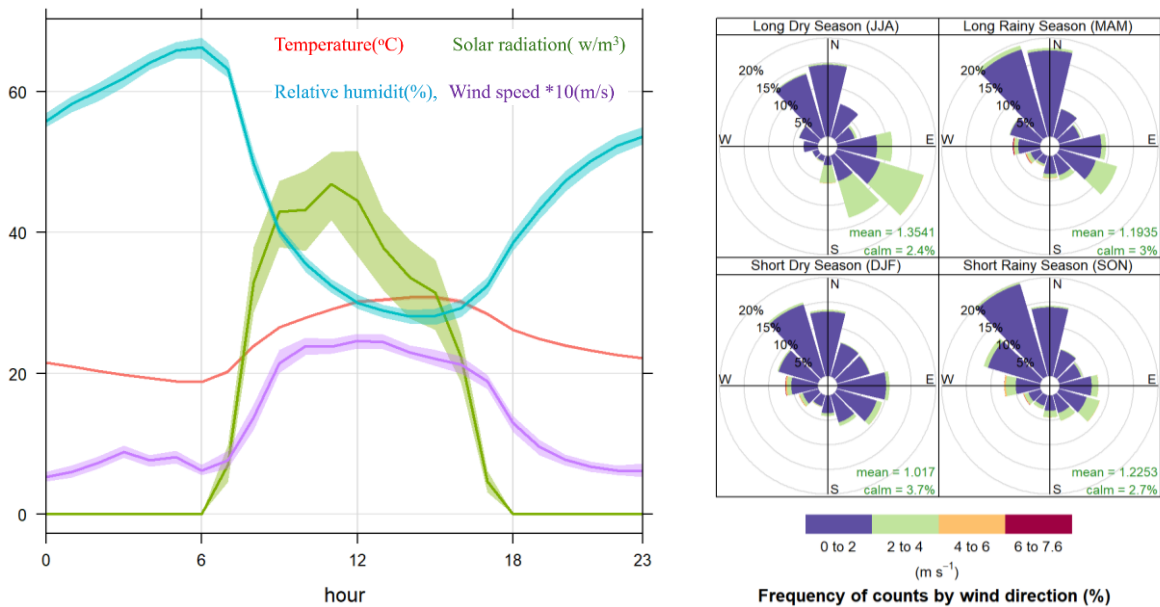 Temperature(°C) Solar radiation( w/m³)
Relative humidit(%), Wind speed *10(m/s)
60
40
20
0
0 6 12 18 23
hour
Long Dry Season (JJA) Long Rainy Season (MAM)
N
20%
15%
10%
5%
W E
S
mean = 1.3541
calm = 2.4%
N
20%
15%
10%
5%
W E
S
mean = 1.1935
calm = 3%
Short Dry Season (DJF) Short Rainy Season (SON)
N
20%
15%
10%
5%
W E
S
mean = 1.017
calm = 3.7%
N
20%
15%
10%
5%
W E
S
mean = 1.2253
calm = 2.7%
0 to 2 2 to 4 4 to 6 6 to 7.6
(m s⁻¹)
Frequency of counts by wind direction (%)